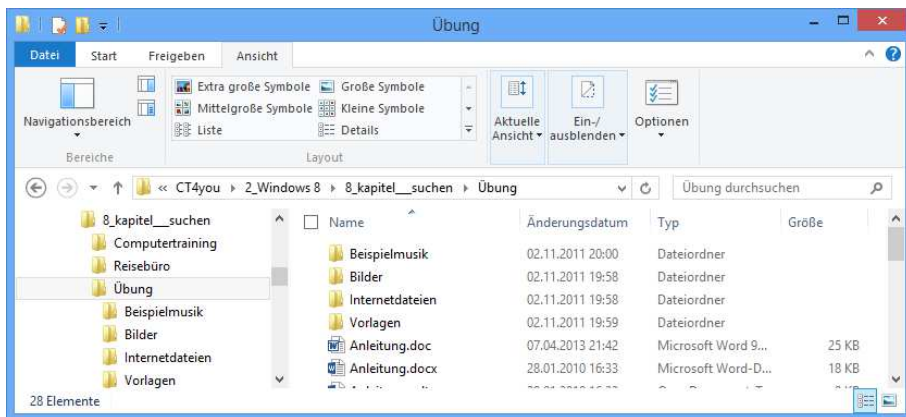 Übung
Datei Start Freigeben Ansicht
Navigationsbereich
Extra große Symbole Große Symbole
Mittelgroße Symbole Kleine Symbole
Liste Details
Aktuelle Ansicht
Ein-/ ausblenden
Optionen
Bereiche Layout
« CT4you 2_Windows 8 8_kapitel__suchen Übung
Übung durchsuchen
8_kapitel__suchen
Computertraining
Reisebüro
Übung
Beispielmusik
Bilder
Internetdateien
Vorlagen
Name Änderungsdatum Typ Größe
Beispielmusik 02.11.2011 20:00 Dateiordner
Bilder 02.11.2011 19:58 Dateiordner
Internetdateien 02.11.2011 19:58 Dateiordner
Vorlagen 02.11.2011 19:59 Dateiordner
Anleitung.doc 07.04.2013 21:42 Microsoft Word 9... 25 KB
Anleitung.docx 28.01.2010 16:33 Microsoft Word-D... 18 KB
28 Elemente